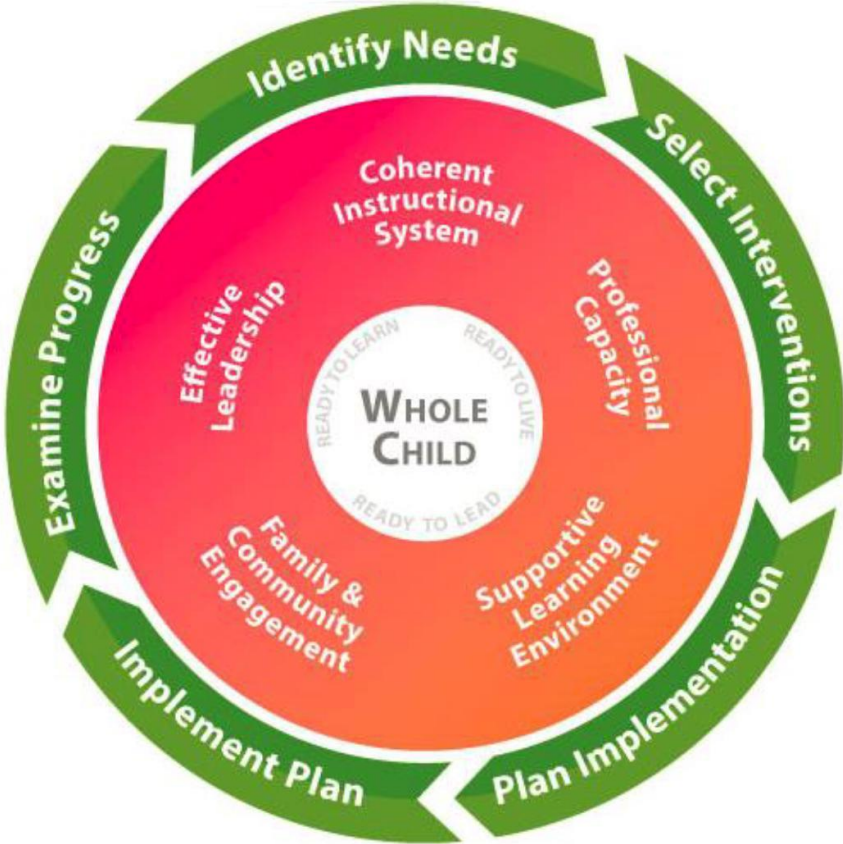 Identify Needs
Select Interventions
Plan Implementation
Implement Plan
Examine Progress
Coherent
Instructional
System
Professional
Capacity
Supportive
Learning
Environment
Family &
Community
Engagement
Effective
Leadership
READY TO LEARN
READY TO LIVE
READY TO LEAD
WHOLE
CHILD